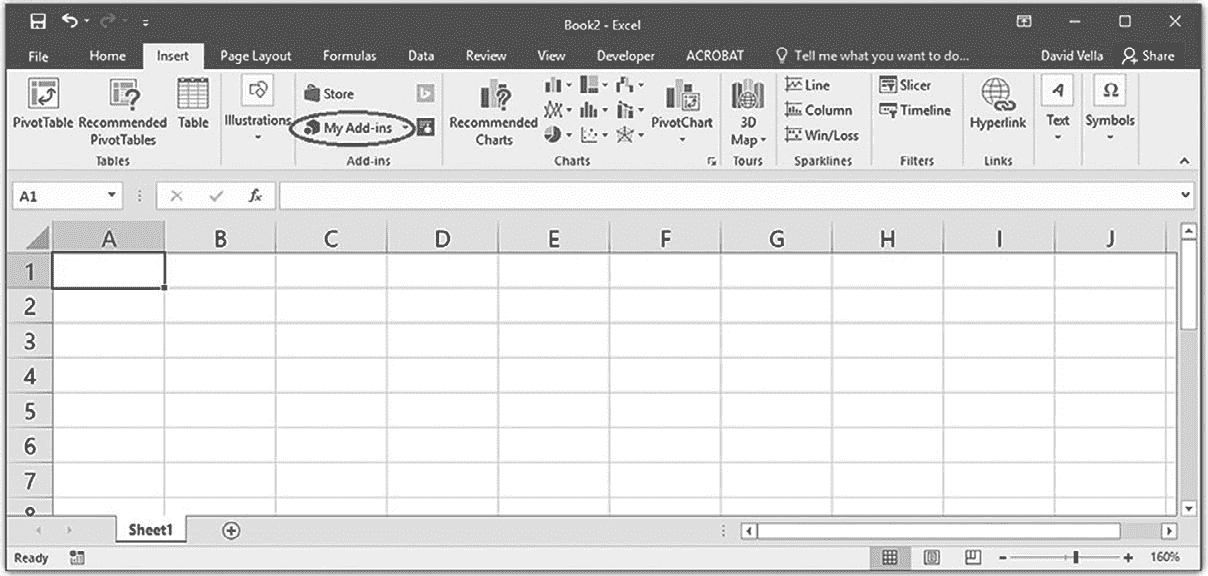 Book2 - Excel
File Home Insert Page Layout Formulas Data Review View Developer ACROBAT Tell me what you want to do... David Vella Share
PivotTable Recommended PivotTables Table
Tables
Illustrations
Store
My Add-ins
Add-ins
Recommended Charts
PivotChart
Charts
3D Map
Tours
Line
Column
Win/Loss
Sparklines
Slicer
Timeline
Filters
Hyperlink
Links
Text
Symbols
A1 fx
A B C D E F G H I J
1
2
3
4
5
6
7
8
Sheet1
Ready 160%